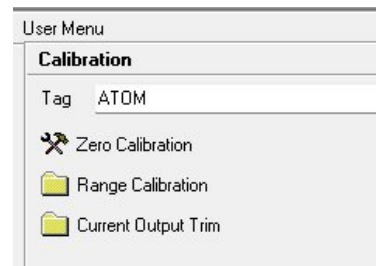 User Menu
Calibration
Tag ATOM
Zero Calibration
Range Calibration
Current Output Trim